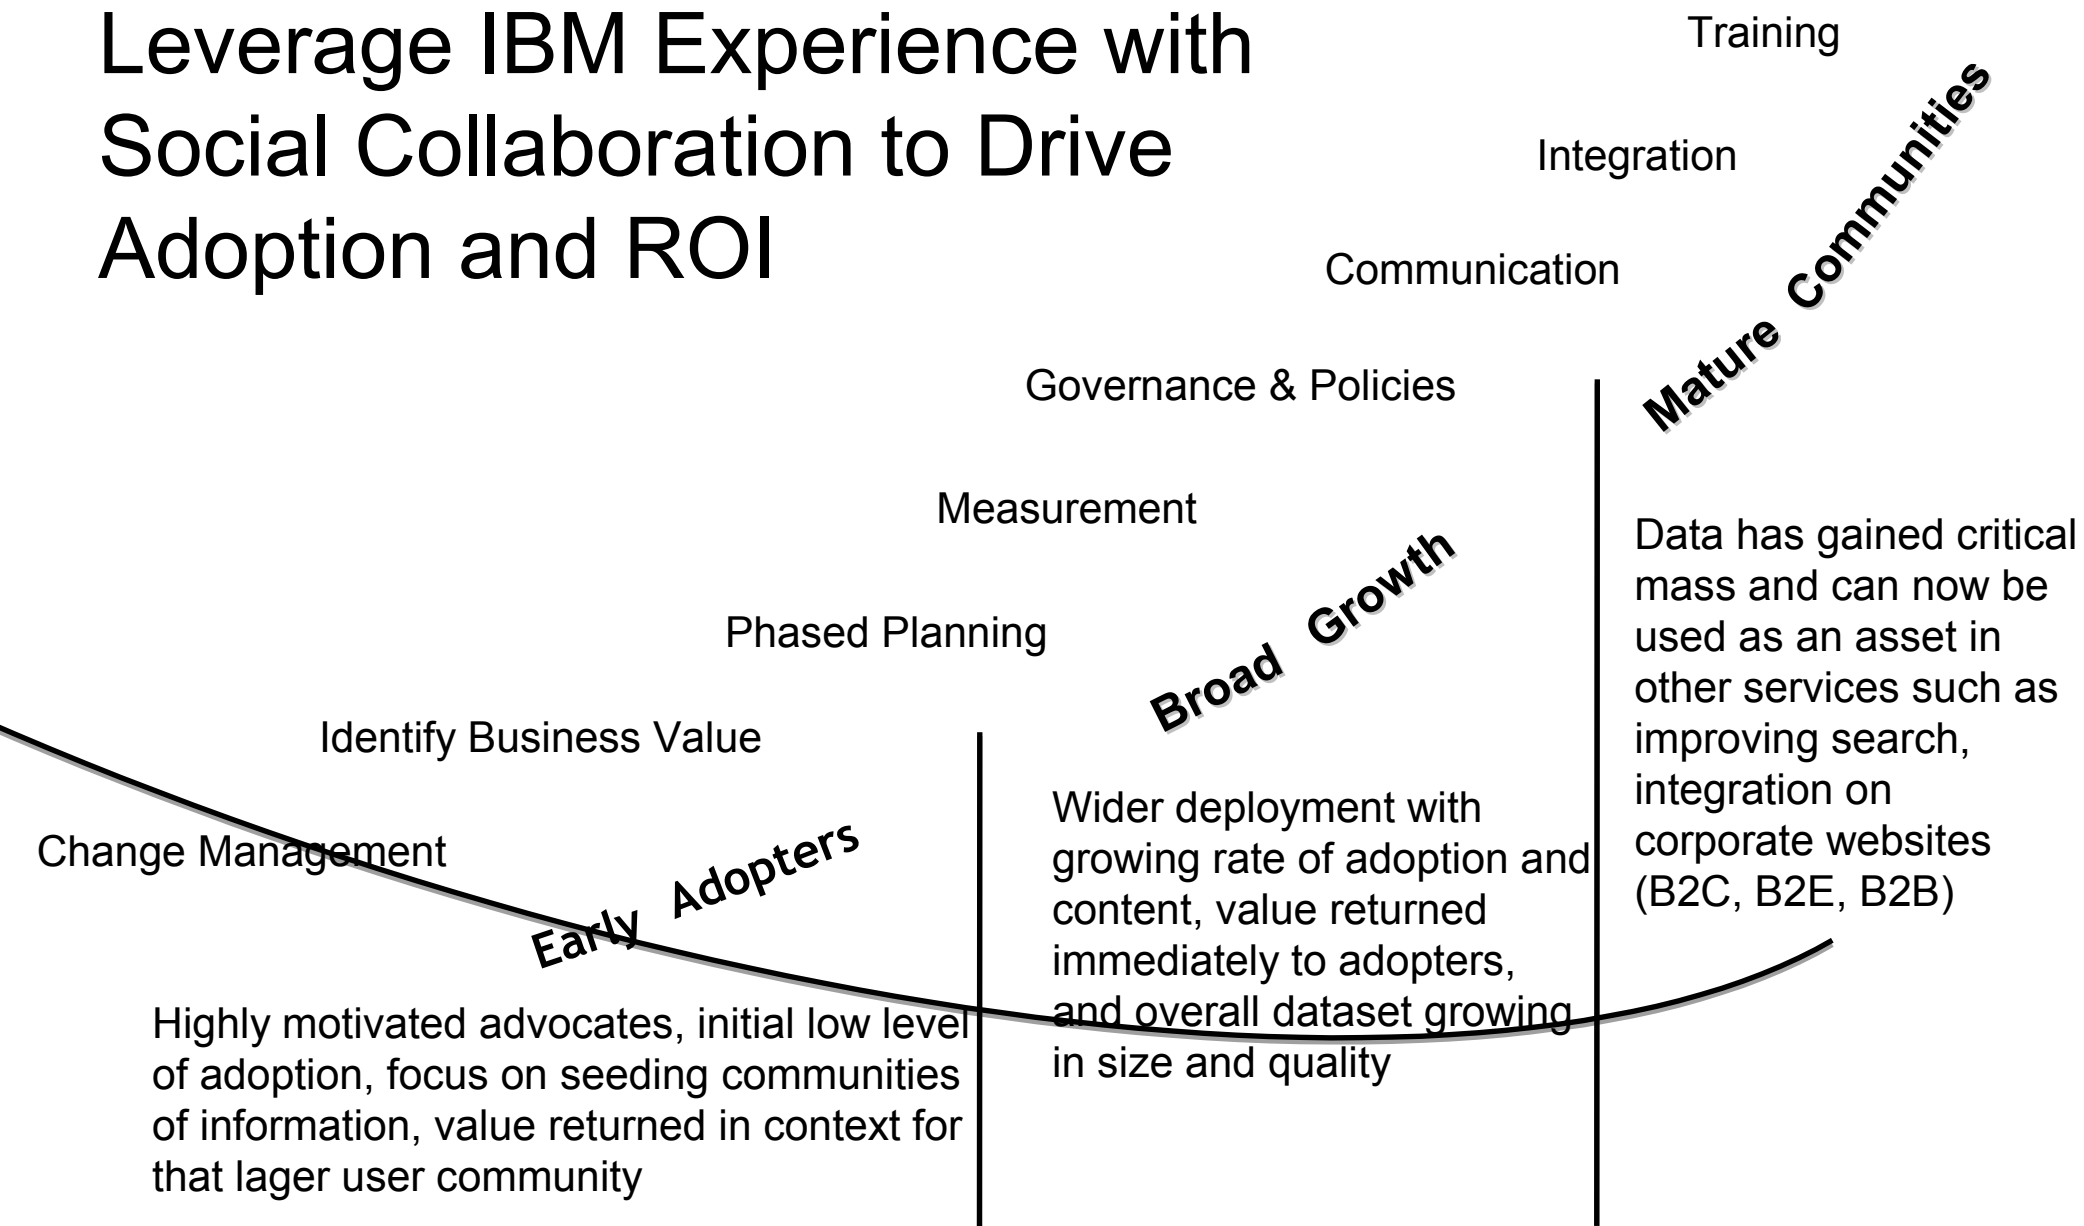 Leverage IBM Experience with
Social Collaboration to Drive
Adoption and ROI
Training
Integration
Communication
Governance & Policies
Measurement
Phased Planning
Identify Business Value
Change Management
Early Adopters
Highly motivated advocates, initial low level
of adoption, focus on seeding communities
of information, value returned in context for
that lager user community
Broad Growth
Wider deployment with
growing rate of adoption and
content, value returned
immediately to adopters,
and overall dataset growing
in size and quality
Mature Communities
Data has gained critical
mass and can now be
used as an asset in
other services such as
improving search,
integration on
corporate websites
(B2C, B2E, B2B)